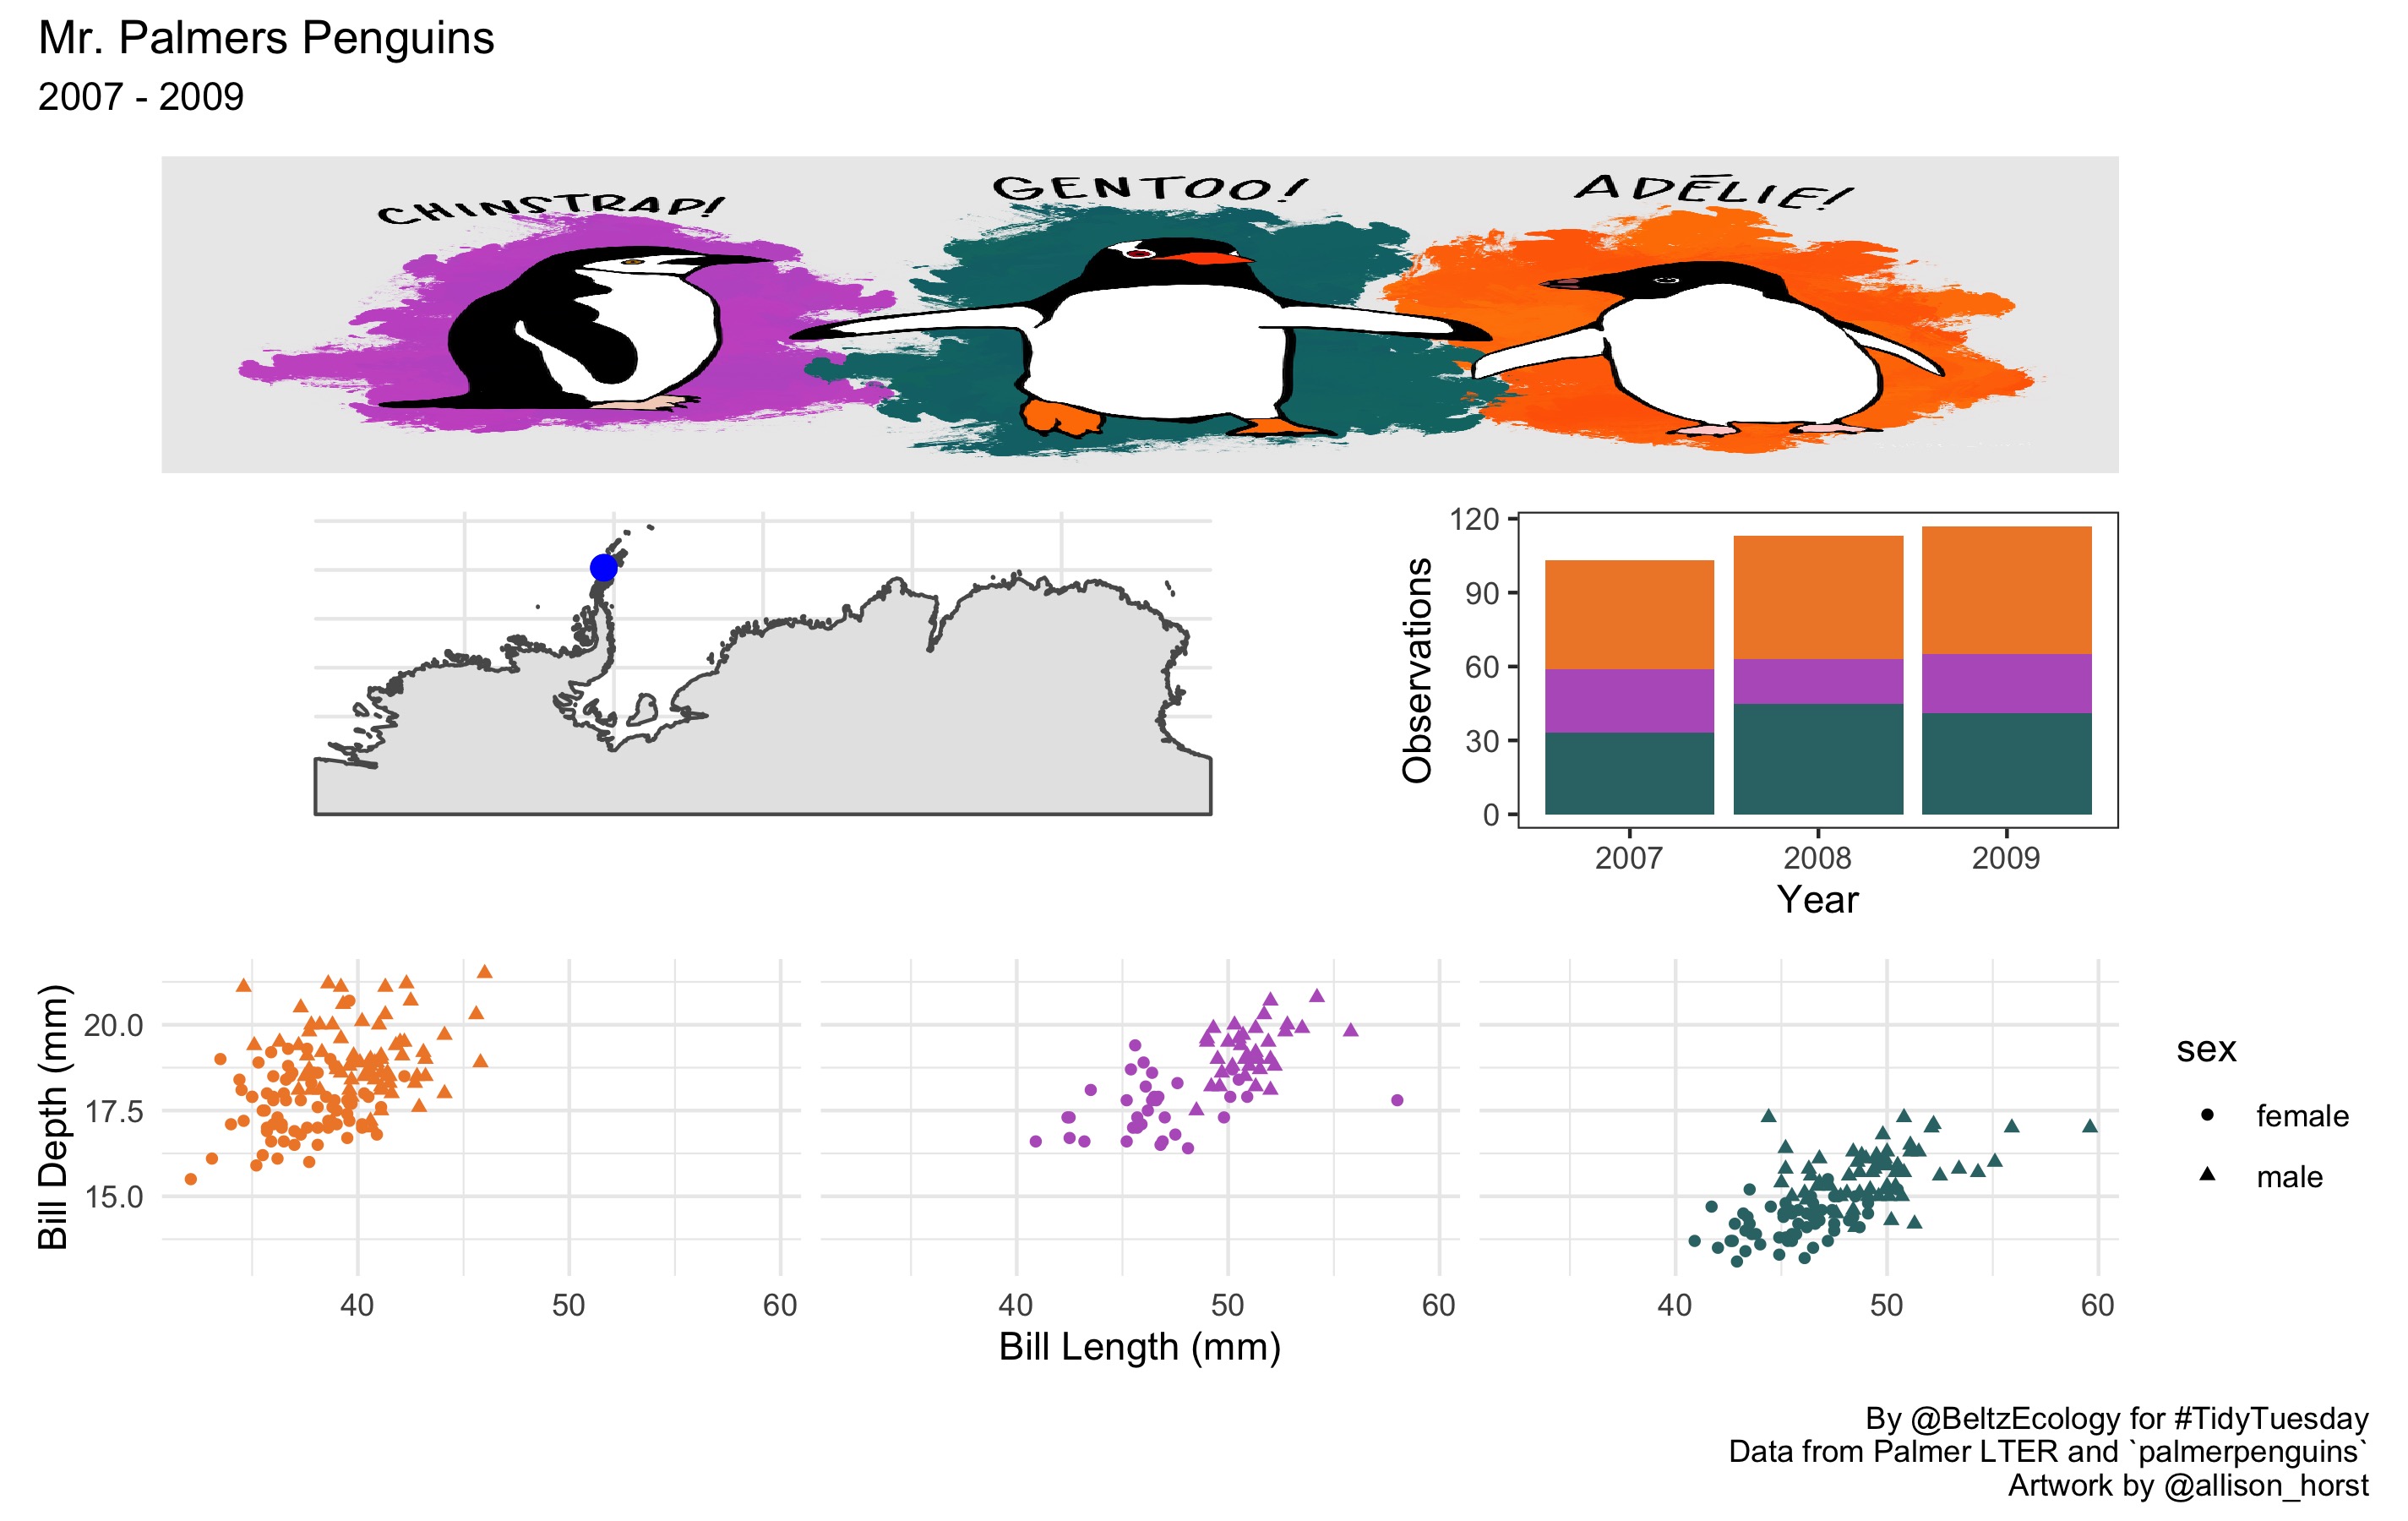 Mr. Palmers Penguins
2007 - 2009
CHINSTRAP!
GENTOO!
ADĒLIE!
120
90
60
30
0
Observations
2007 2008 2009
Year
Bill Depth (mm)
20.0
17.5
15.0
40 50 60 40 50 60 40 50 60
Bill Length (mm)
sex
female
male
By @BeltzEcology for #TidyTuesday
Data from Palmer LTER and `palmerpenguins`
Artwork by @allison_horst